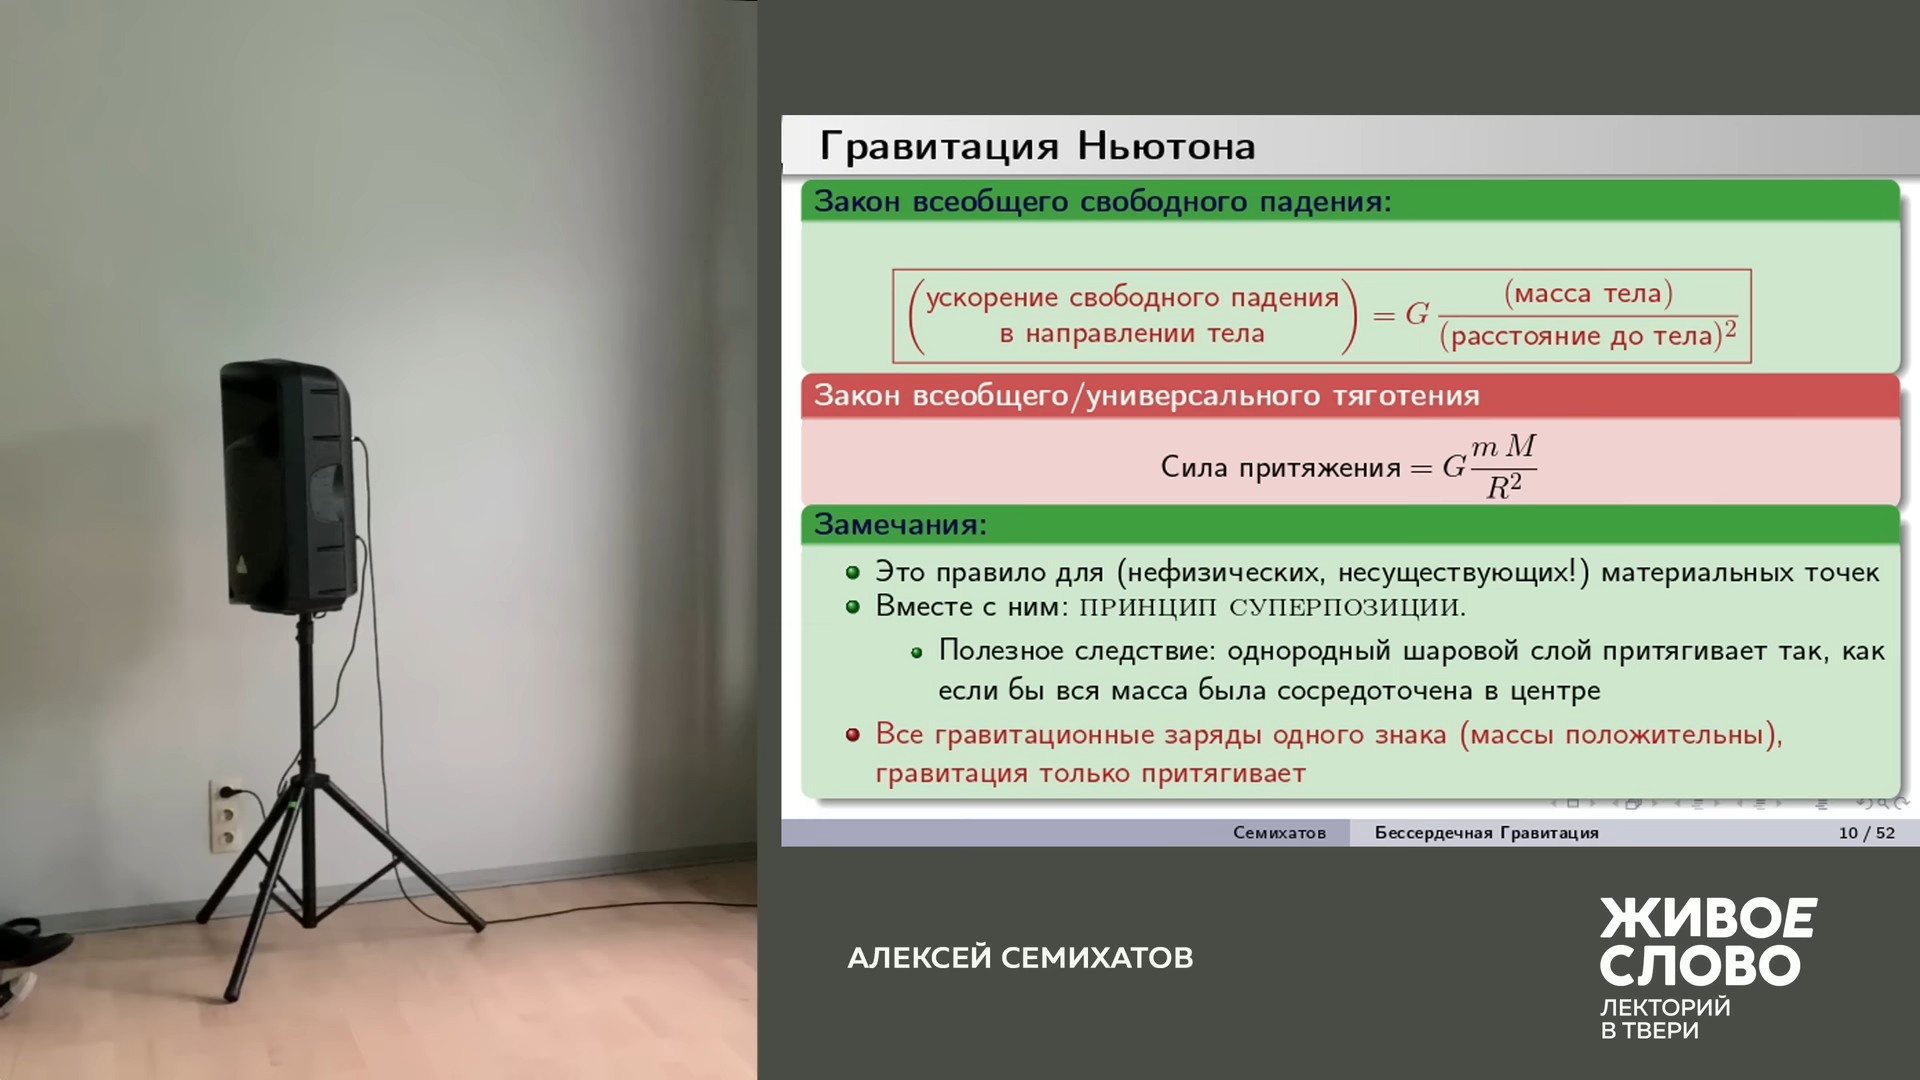 Гравитация Ньютона
Закон всеобщего свободного падения:
(ускорение свободного падения
в направлении тела) = G (масса тела)
(расстояние до тела)²
Закон всеобщего/универсального тяготения
Сила притяжения = G m M
R²
Замечания:
Это правило для (нефизических, несуществующих!) материальных точек
Вместе с ним: ПРИНЦИП СУПЕРПОЗИЦИИ.
Полезное следствие: однородный шаровой слой притягивает так, как
если бы вся масса была сосредоточена в центре
Все гравитационные заряды одного знака (массы положительны),
гравитация только притягивает
Семихатов Бессердечная Гравитация 10 / 52
АЛЕКСЕЙ СЕМИХАТОВ
ЖИВОЕ
СЛОВО
ЛЕКТОРИЙ
В ТВЕРИ